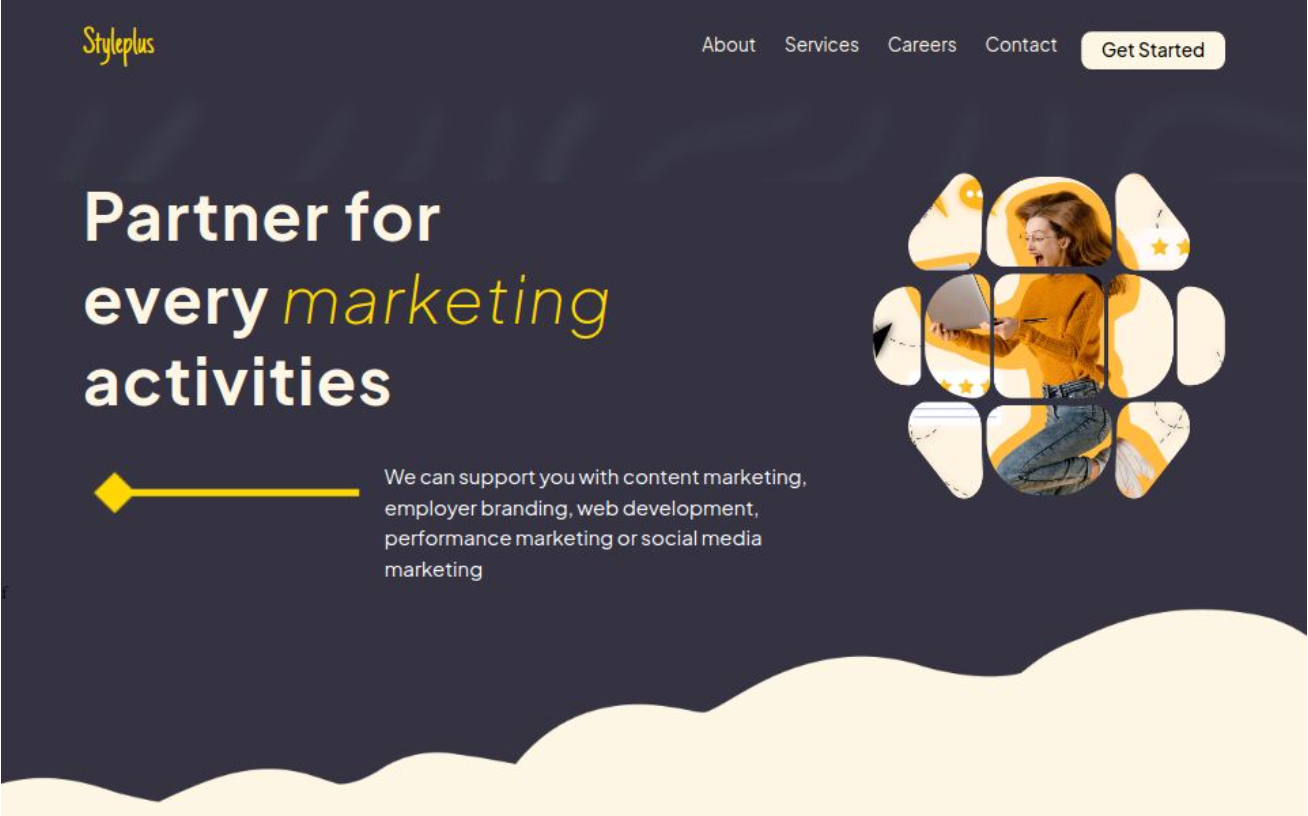 Styleplus
About Services Careers Contact Get Started
Partner for
every marketing
activities
We can support you with content marketing,
employer branding, web development,
performance marketing or social media
marketing
f